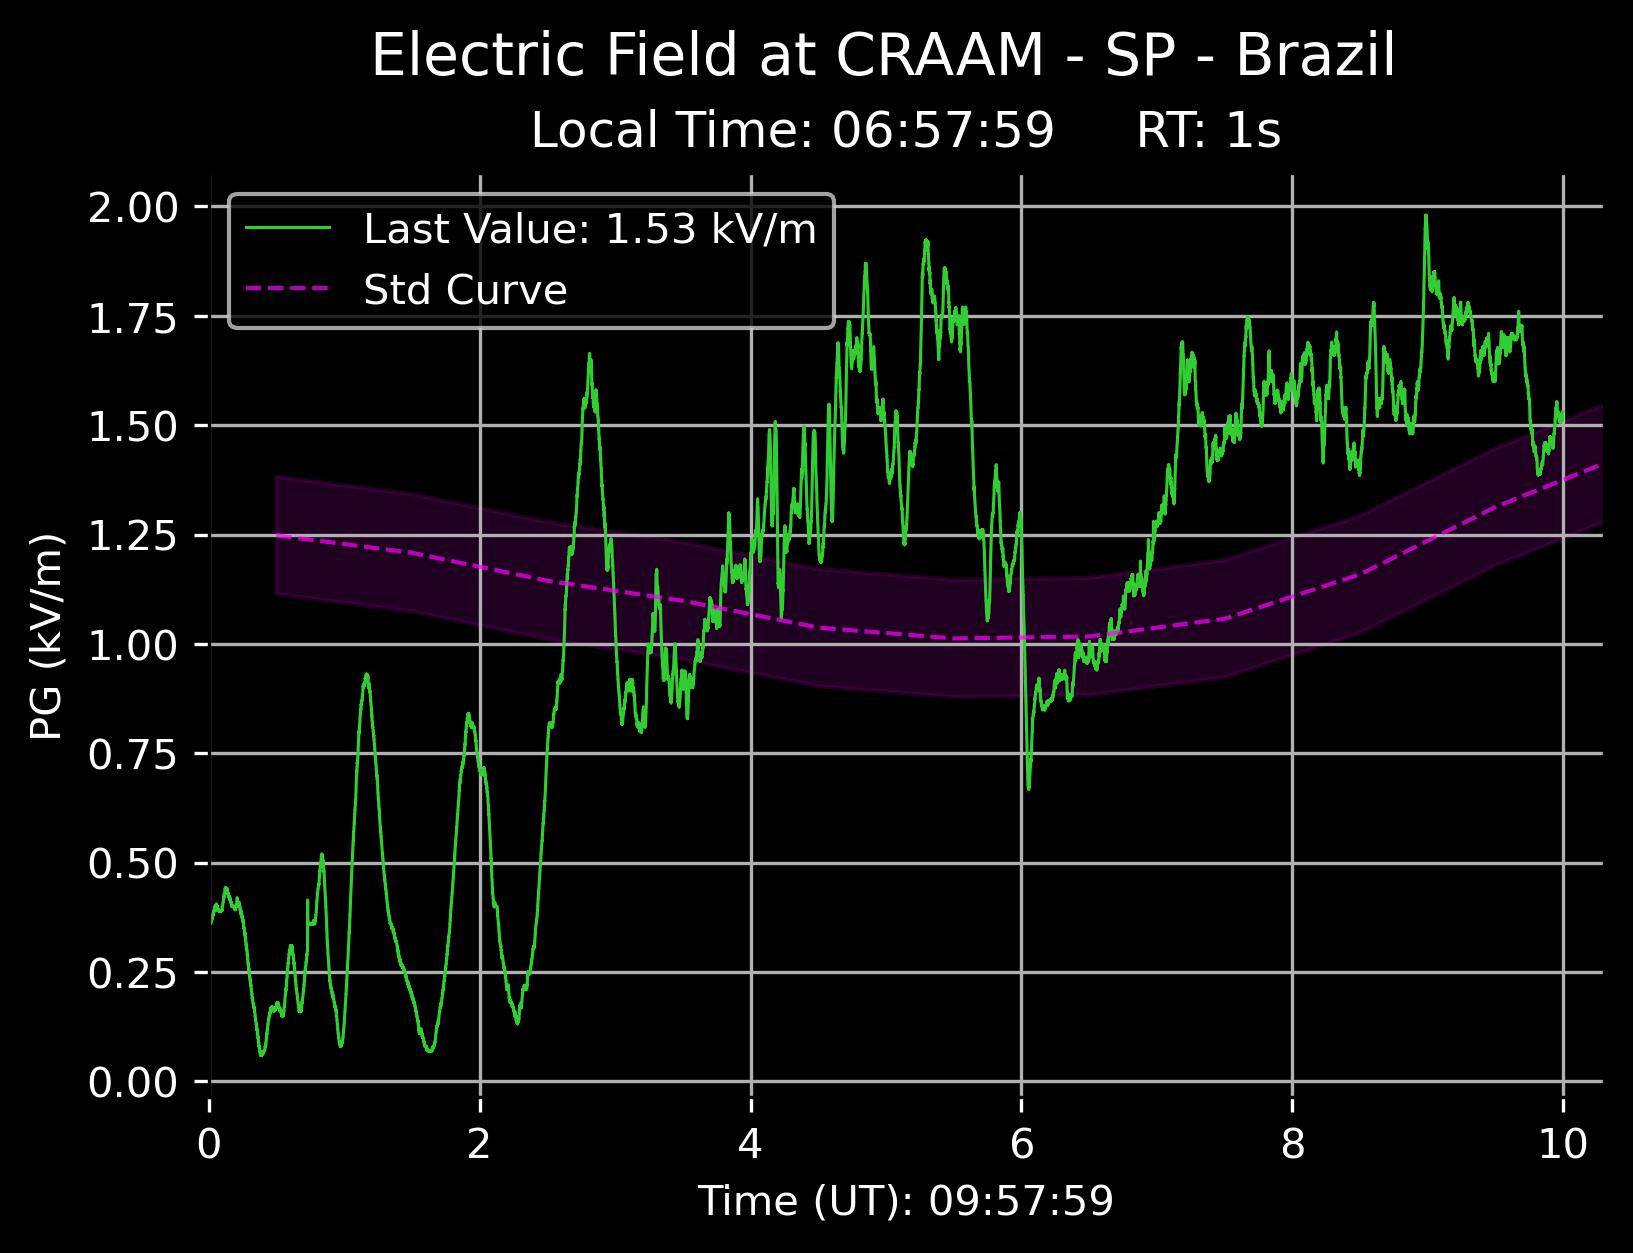 Electric Field at CRAAM - SP - Brazil
Local Time: 06:57:59 RT: 1s
Last Value: 1.53 kV/m
Std Curve
PG (kV/m)
2.00
1.75
1.50
1.25
1.00
0.75
0.50
0.25
0.00
0 2 4 6 8 10
Time (UT): 09:57:59